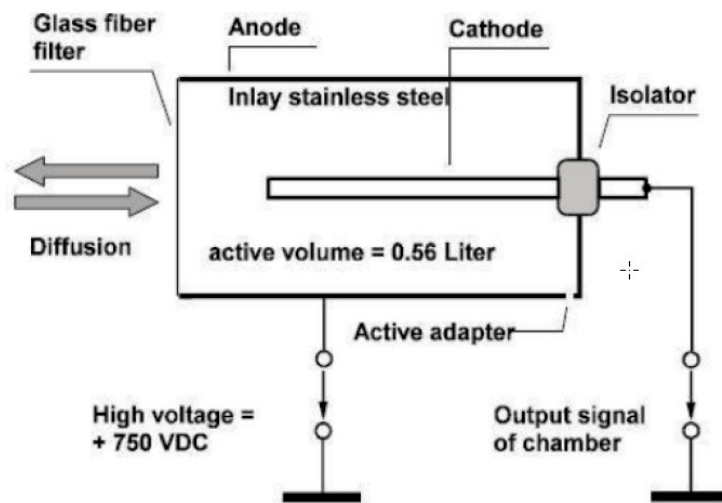 Glass fiber
filter
Anode
Cathode
Inlay stainless steel
Isolator
Diffusion
active volume = 0.56 Liter
Active adapter
High voltage =
+ 750 VDC
Output signal
of chamber